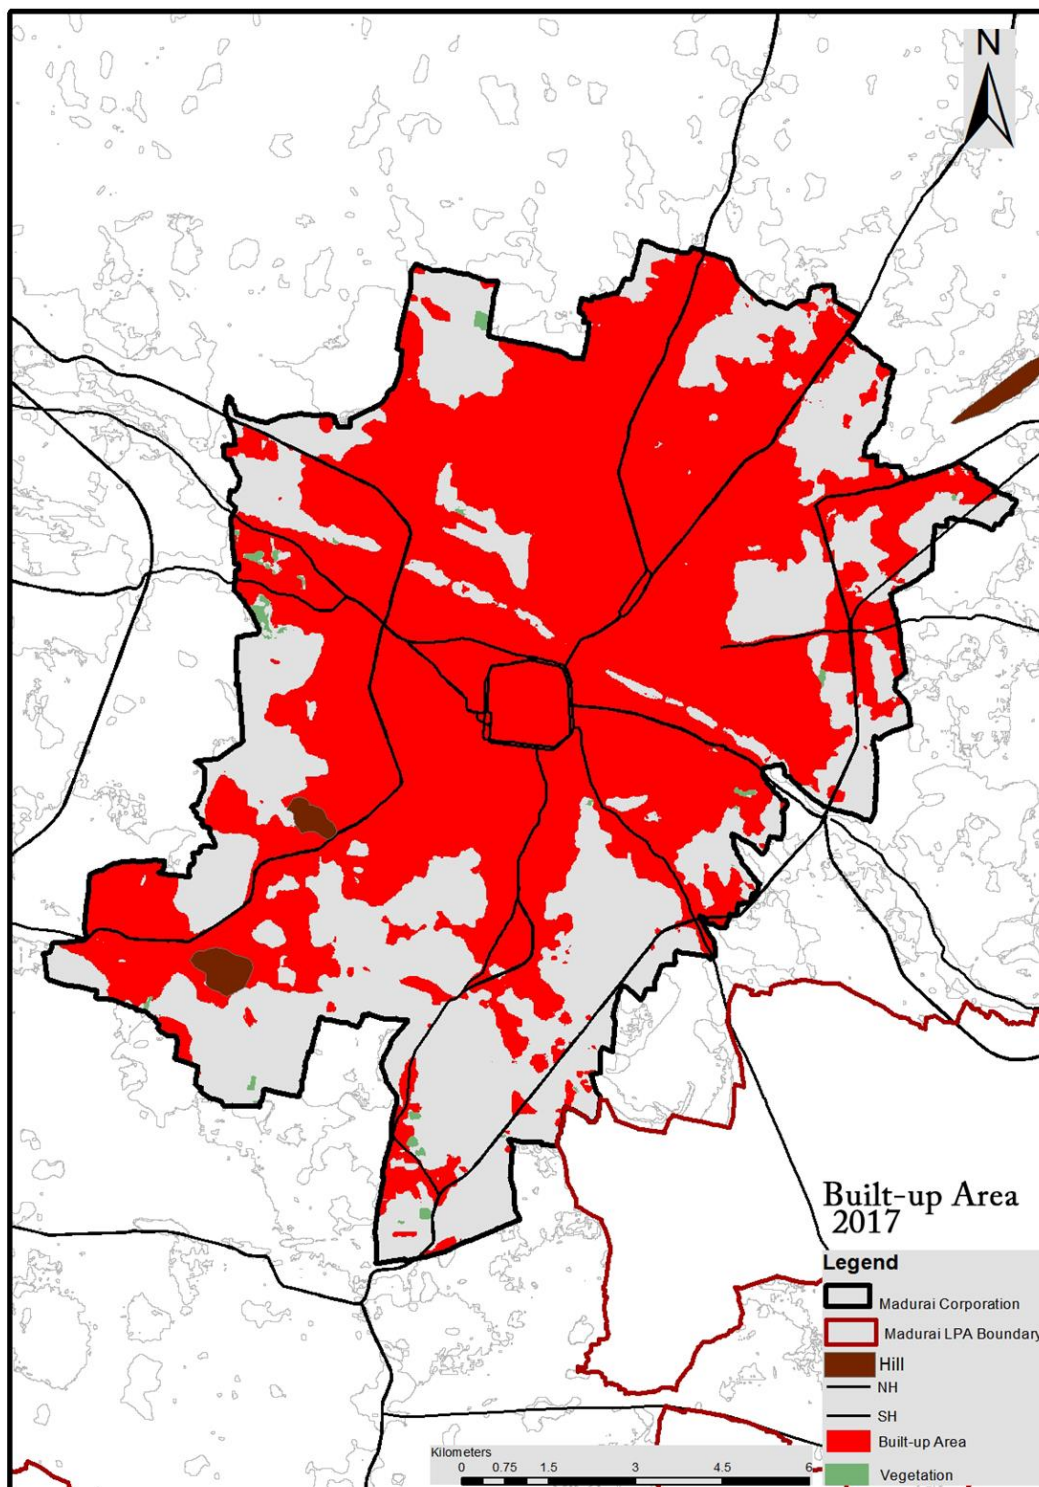 N
Built-up Area
2017
Legend
Madurai Corporation
Madurai LPA Boundary
Hill
NH
SH
Built-up Area
Vegetation
Kilometers
0 0.75 1.5 3 4.5 6